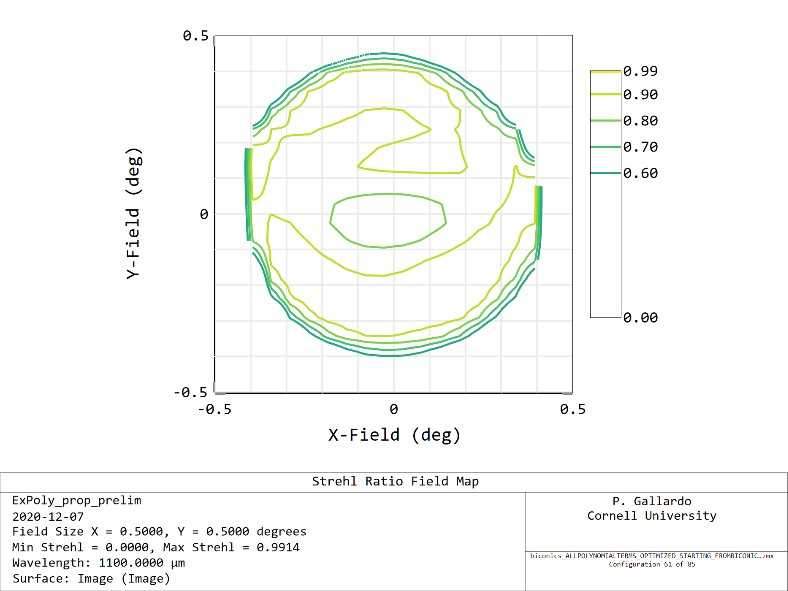 0.5
0
-0.5
-0.5
0
0.5
Y-Field (deg)
X-Field (deg)
0.99
0.90
0.80
0.70
0.60
0.00
Strehl Ratio Field Map
ExPoly_prop_prelim
2020-12-07
Field Size X = 0.5000, Y = 0.5000 degrees
Min Strehl = 0.0000, Max Strehl = 0.9914
Wavelength: 1100.0000 µm
Surface: Image (Image)
P. Gallardo
Cornell University
biconics_ALLPOLYNOMIALTERMS_OPTIMIZED_STARTING_FROMBICONIC.zmx
Configuration 61 of 85